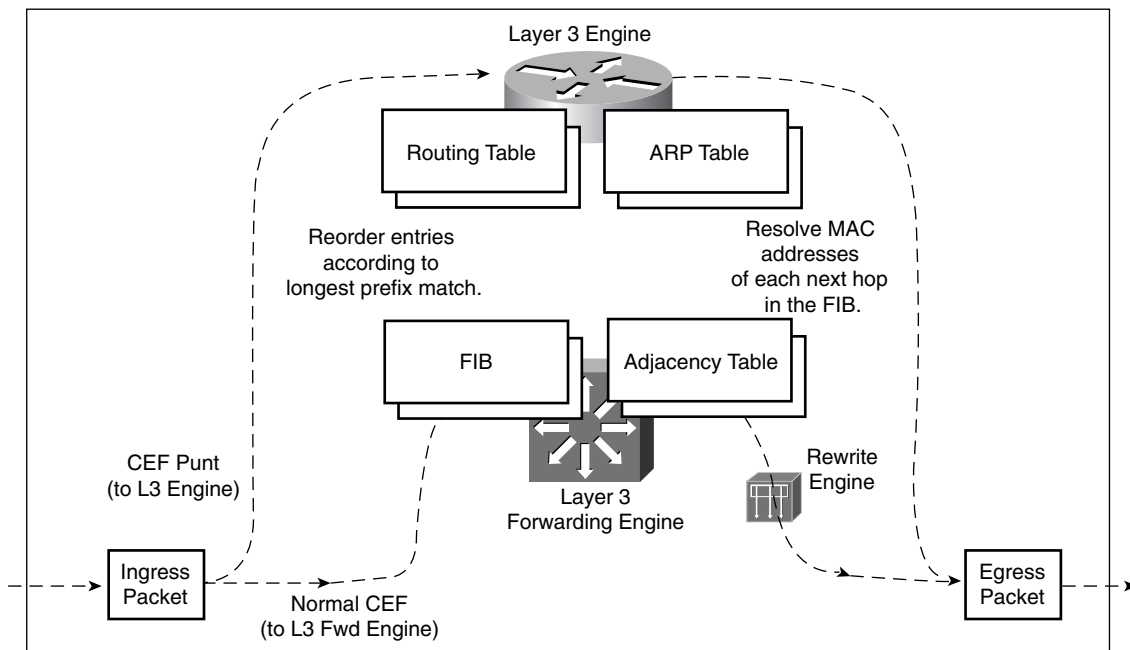 Layer 3 Engine
Routing Table
ARP Table
Reorder entries
according to
longest prefix match.
Resolve MAC
addresses
of each next hop
in the FIB.
FIB
Adjacency Table
CEF Punt
(to L3 Engine)
Layer 3
Forwarding Engine
Rewrite
Engine
Ingress
Packet
Normal CEF
(to L3 Fwd Engine)
Egress
Packet